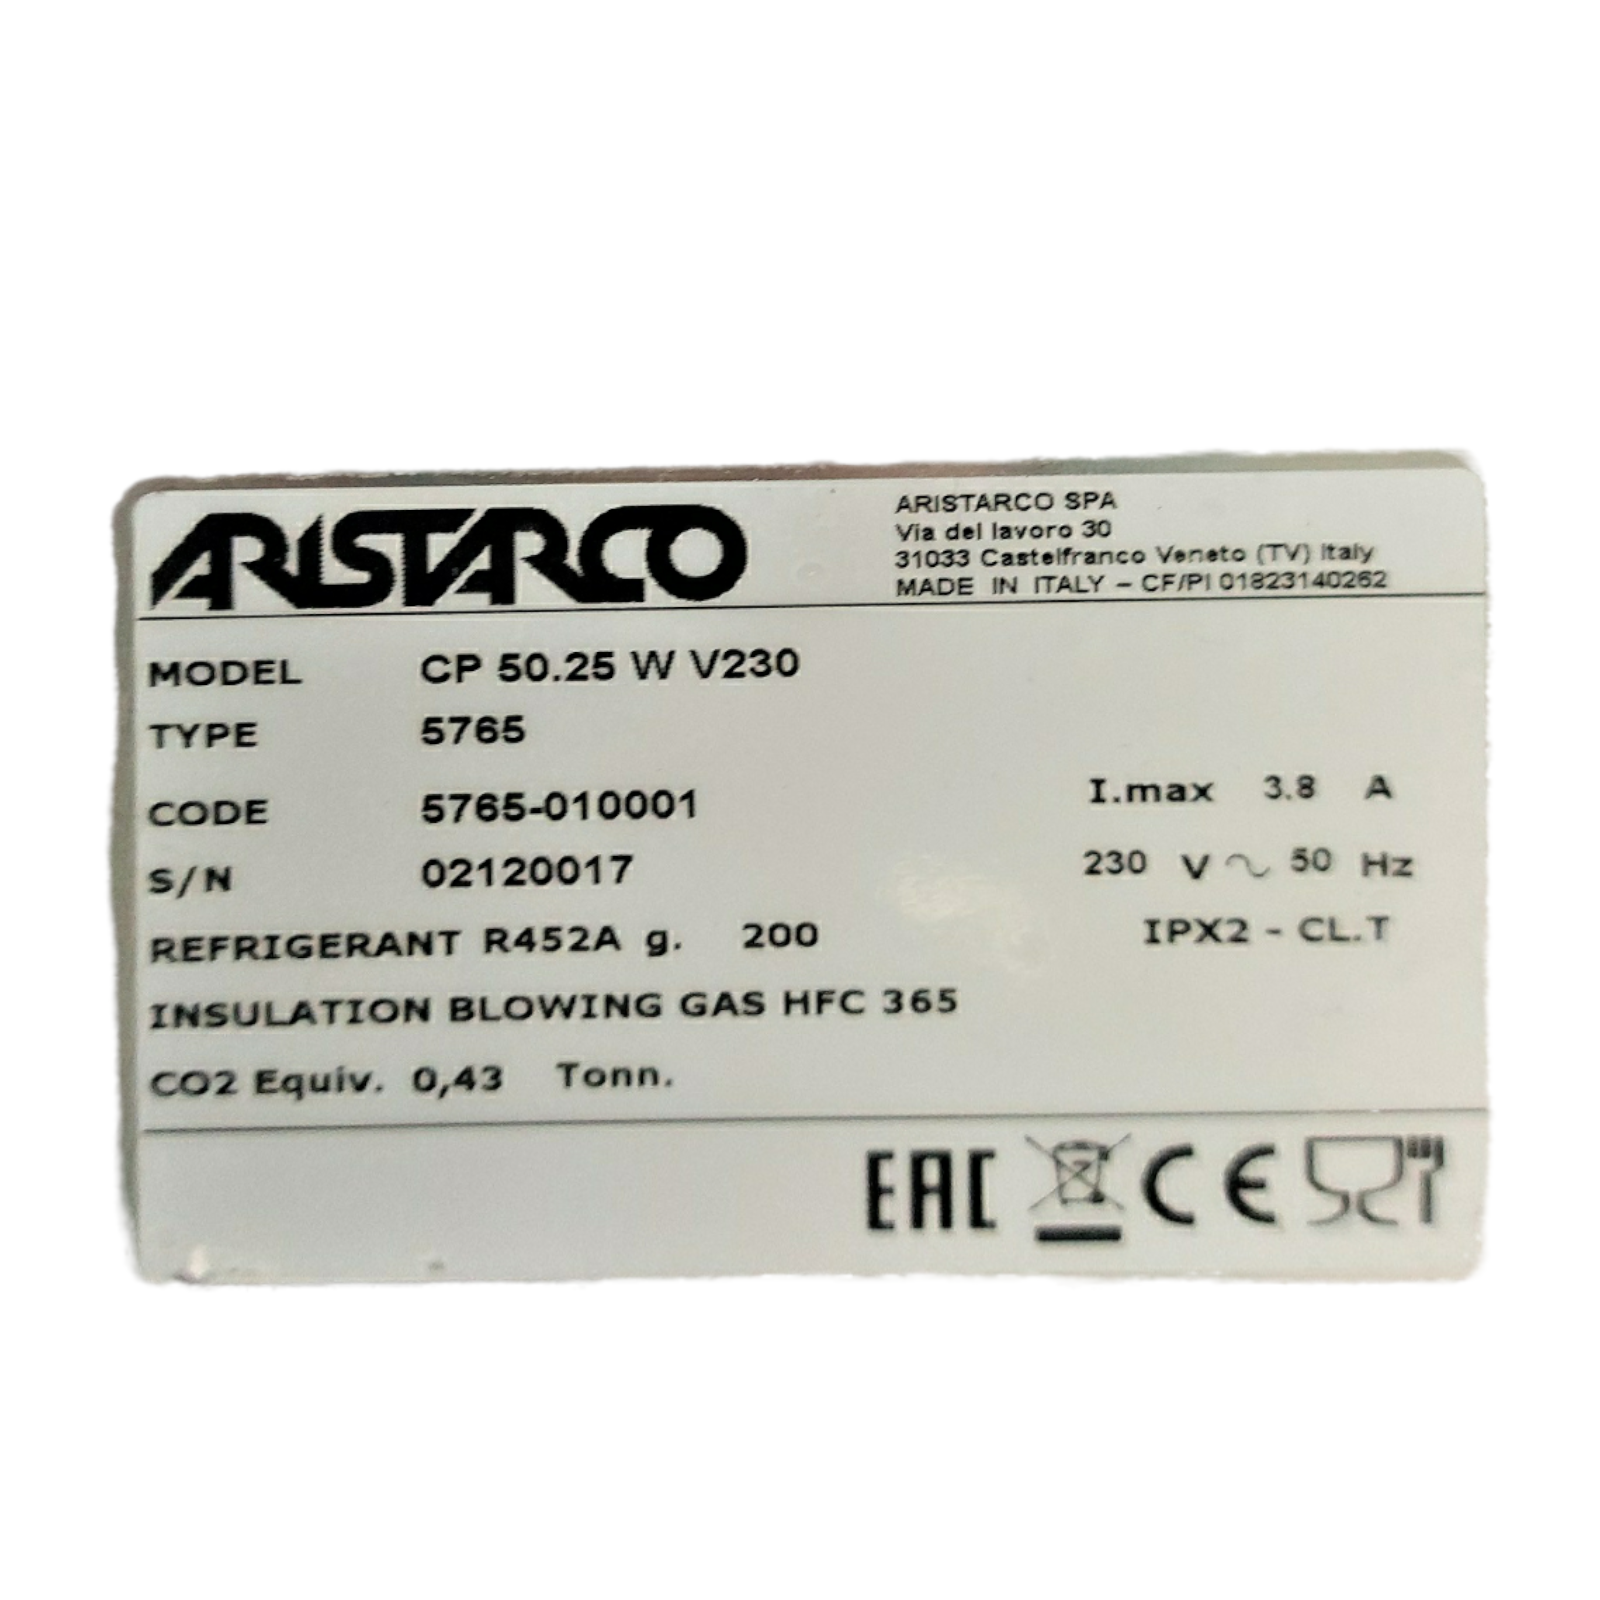 ARISTARCO
ARISTARCO SPA
Via del lavoro 30
31033 Castelfranco Veneto (TV) Italy
MADE IN ITALY - CF/PI 01823140262
MODEL CP 50.25 W V230
TYPE 5765
CODE 5765-010001
I.max 3.8 A
S/N 02120017
230 V ~ 50 Hz
REFRIGERANT R452A g. 200
IPX2 - CL.T
INSULATION BLOWING GAS HFC 365
CO2 Equiv. 0,43 Tonn.
EAC CE